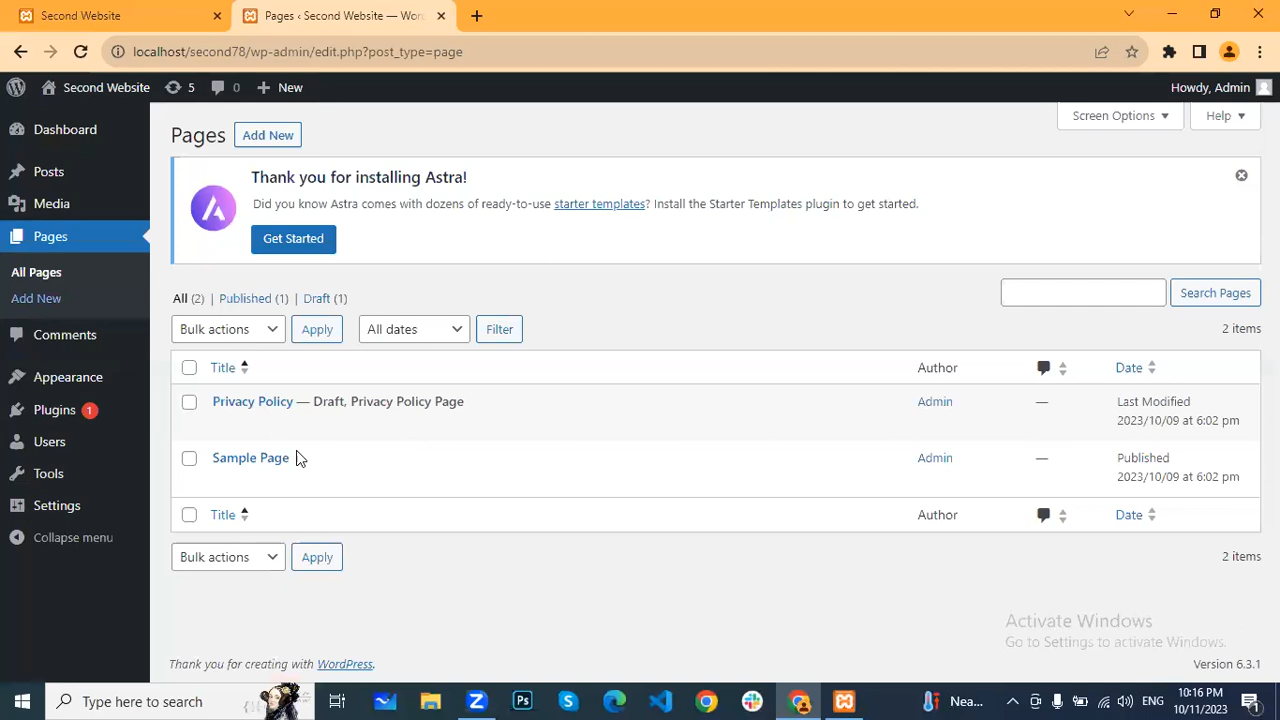 Second Website
Pages ‹ Second Website — Wor
localhost/second78/wp-admin/edit.php?post_type=page
Second Website 5 0 New
Howdy, Admin
Screen Options
Help
Dashboard
Posts
Media
Pages
All Pages
Add New
Comments
Appearance
Plugins 1
Users
Tools
Settings
Collapse menu
Pages Add New
Thank you for installing Astra!
Did you know Astra comes with dozens of ready-to-use starter templates? Install the Starter Templates plugin to get started.
Get Started
All (2) | Published (1) | Draft (1)
Search Pages
Bulk actions Apply All dates Filter
2 items
Title Author Date
Privacy Policy — Draft, Privacy Policy Page Admin — Last Modified
2023/10/09 at 6:02 pm
Sample Page Admin — Published
2023/10/09 at 6:02 pm
Title Author Date
Bulk actions Apply
2 items
Activate Windows
Go to Settings to activate Windows.
Thank you for creating with WordPress.
Version 6.3.1
Type here to search
Ps
Nea...
ENG
10:16 PM
10/11/2023
1